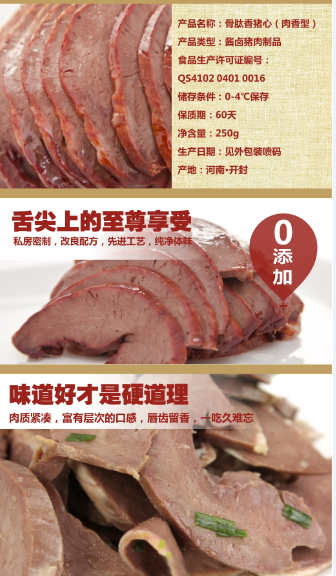 产品名称：骨肽香猪心（肉香型）
产品类型：酱卤猪肉制品
食品生产许可证编号：
QS4102 0401 0016
储存条件：0-4℃保存
保质期：60天
净含量：250g
生产日期：见外包装喷码
产地：河南·开封
舌尖上的至尊享受
私房密制，改良配方，先进工艺，纯净体味
0
添
加
+
味道好才是硬道理
肉质紧凑，富有层次的口感，唇齿留香，一吃久难忘